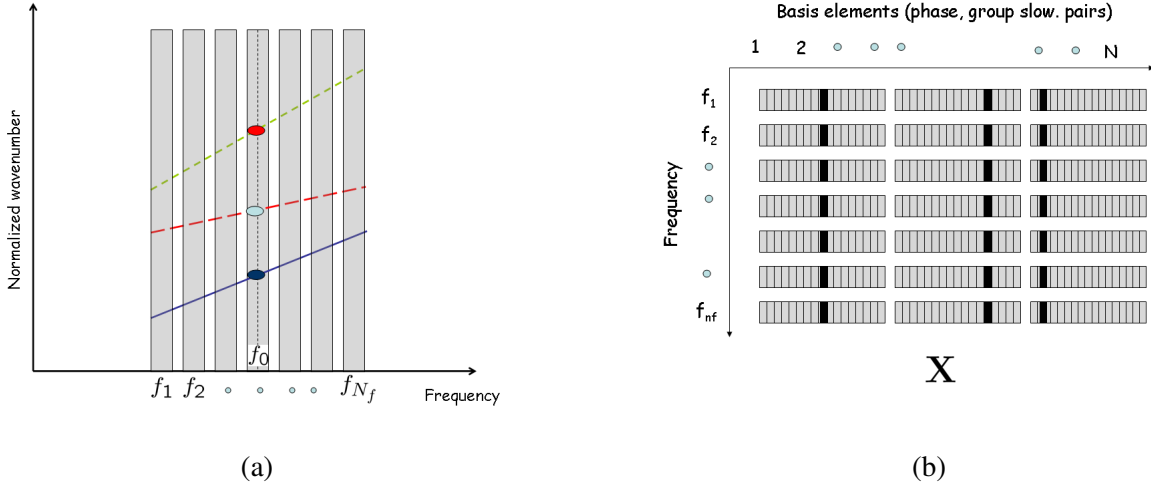 Normalized wavenumber
f0
f1 f2 fNf
Frequency
(a)
Basis elements (phase, group slow. pairs)
1 2 N
f1
f2
Frequency
fnf
X
(b)